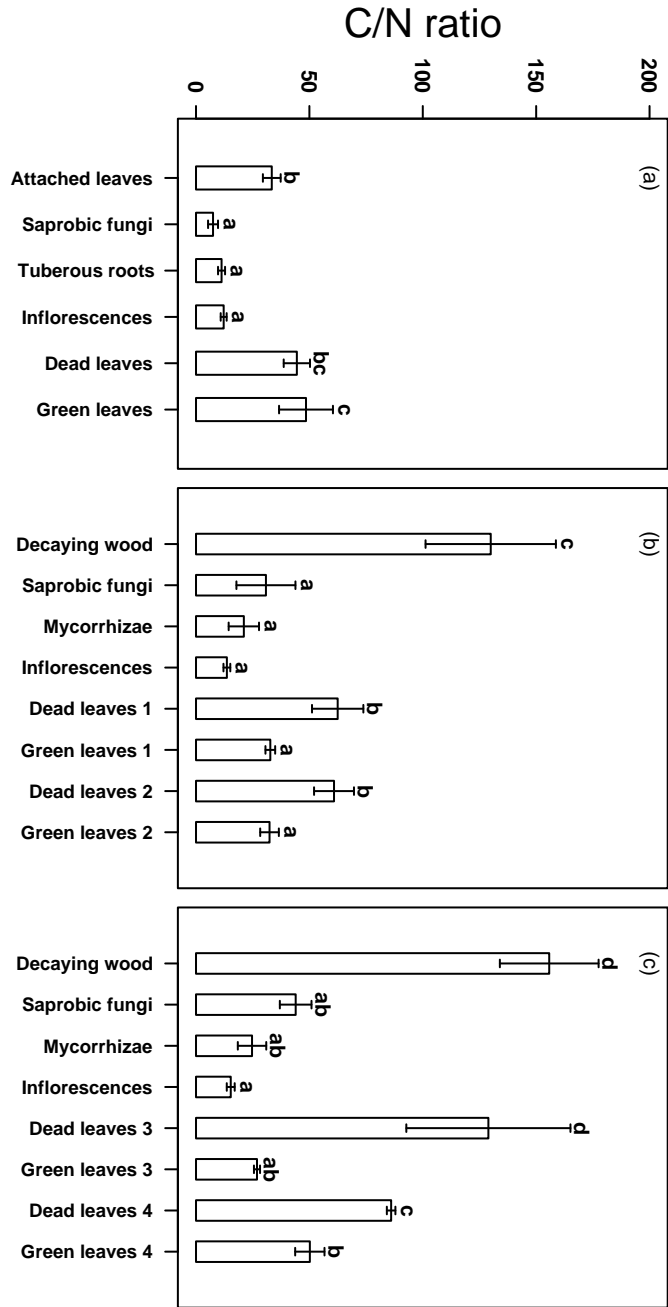 C/N ratio
0
50
100
150
200
(a)
Attached leaves
b
Saprobic fungi
a
Tuberous roots
a
Inflorescences
a
Dead leaves
bc
Green leaves
c
(b)
Decaying wood
c
Saprobic fungi
a
Mycorrhizae
a
Inflorescences
a
Dead leaves 1
b
Green leaves 1
a
Dead leaves 2
b
Green leaves 2
a
(c)
Decaying wood
d
Saprobic fungi
ab
Mycorrhizae
ab
Inflorescences
a
Dead leaves 3
d
Green leaves 3
ab
Dead leaves 4
c
Green leaves 4
b